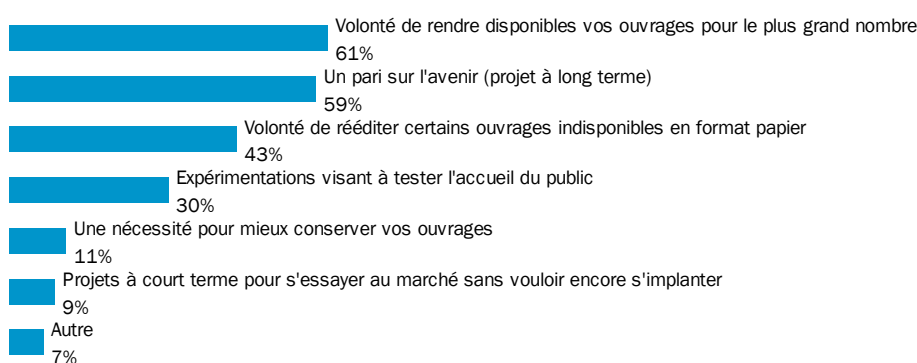 Volonté de rendre disponibles vos ouvrages pour le plus grand nombre
61%
Un pari sur l'avenir (projet à long terme)
59%
Volonté de rééditer certains ouvrages indisponibles en format papier
43%
Expérimentations visant à tester l'accueil du public
30%
Une nécessité pour mieux conserver vos ouvrages
11%
Projets à court terme pour s'essayer au marché sans vouloir encore s'implanter
9%
Autre
7%